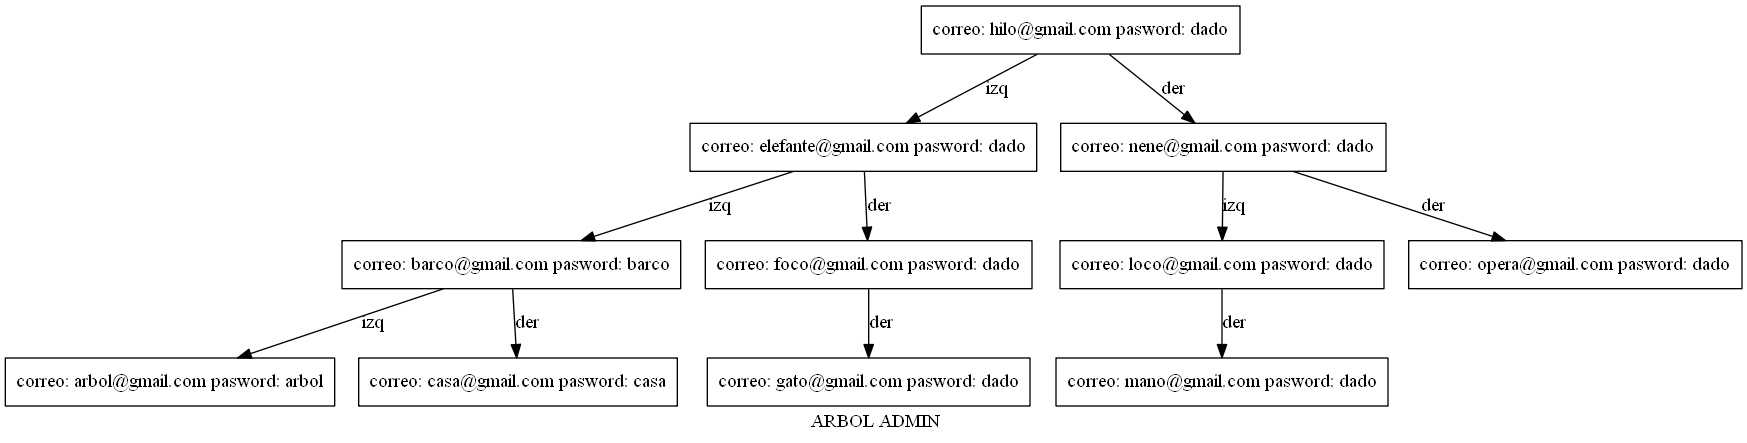 correo: hilo@gmail.com pasword: dado
izq
der
correo: elefante@gmail.com pasword: dado
correo: nene@gmail.com pasword: dado
izq
der
izq
der
correo: barco@gmail.com pasword: barco
correo: foco@gmail.com pasword: dado
correo: loco@gmail.com pasword: dado
correo: opera@gmail.com pasword: dado
izq
der
der
der
correo: arbol@gmail.com pasword: arbol
correo: casa@gmail.com pasword: casa
correo: gato@gmail.com pasword: dado
correo: mano@gmail.com pasword: dado
ARBOL ADMIN